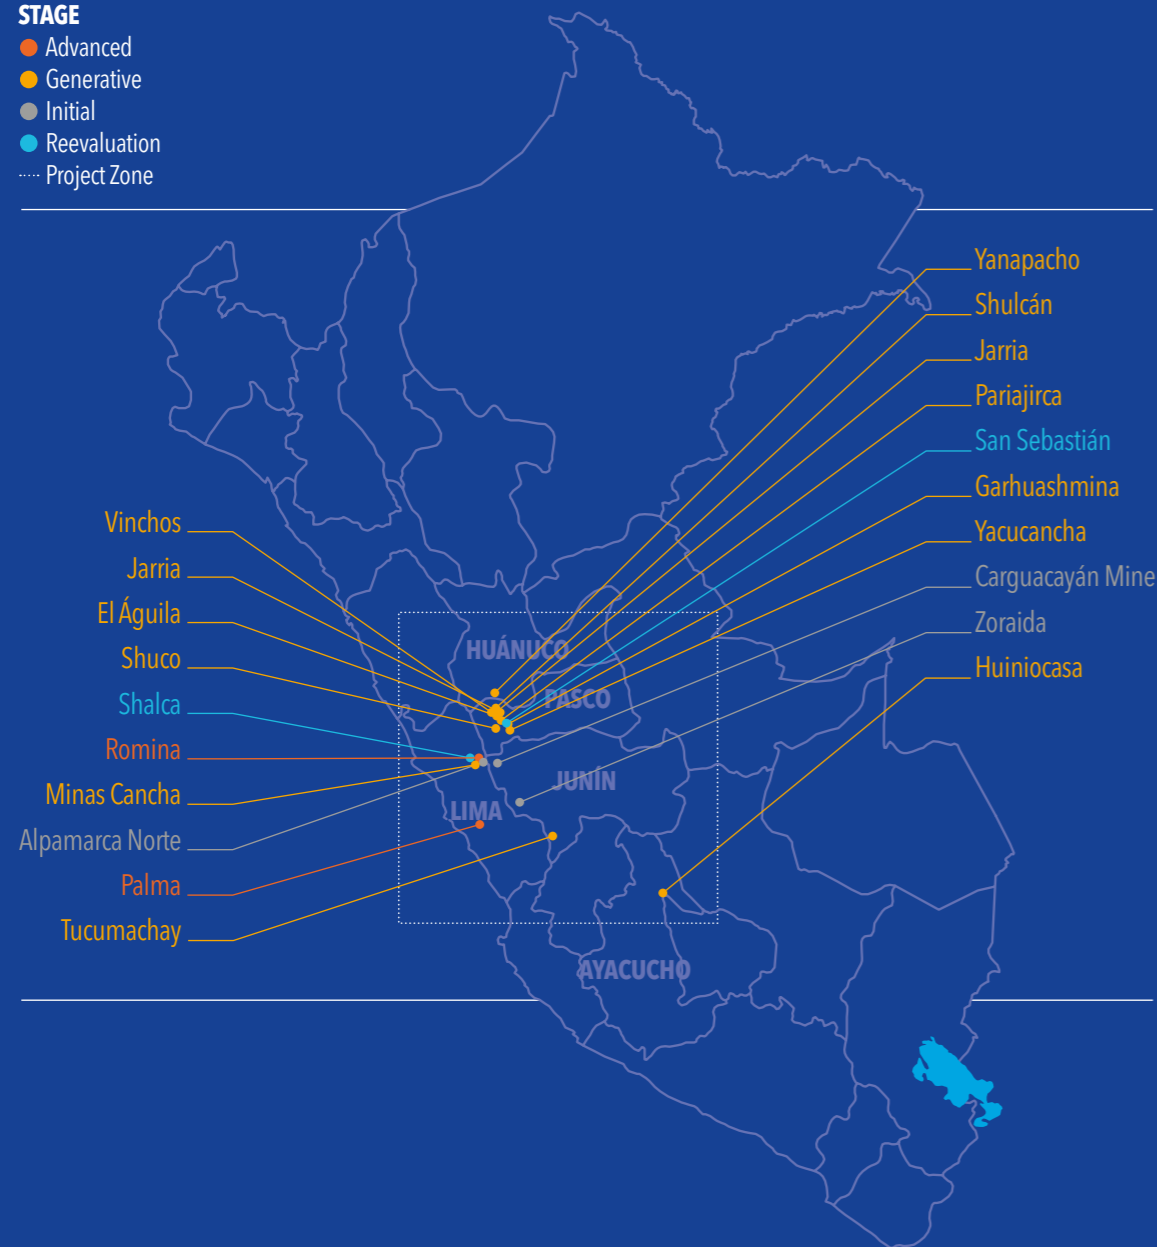 STAGE
Advanced
Generative
Initial
Reevaluation
Project Zone
Vinchos
Jarria
El Águila
Shuco
Shalca
Romina
Minas Cancha
Alpamarca Norte
Palma
Tucumachay
HUÁNUCO
PASCO
JUNÍN
LIMA
AYACUCHO
Yanapacho
Shulcán
Jarria
Pariajirca
San Sebastián
Garhuashmina
Yacucancha
Carguacayán Mine
Zoraida
Huiniocasa